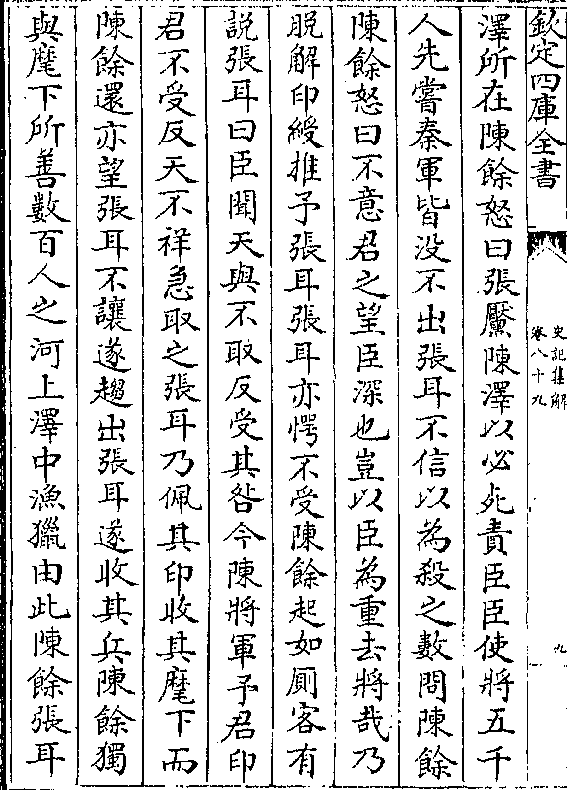 欽定四庫全書
史記集解
卷八十九
九
澤所在陳餘怒曰張黶陳澤以必死責臣臣使將五千
人先嘗秦軍皆没不出張耳不信以為殺之數問陳餘
陳餘怒曰不意君之望臣深也豈以臣為重去將哉乃
脱解印綬推予張耳張耳亦愕不受陳餘起如厠客有
説張耳曰臣聞天與不取反受其咎今陳將軍予君印
君不受反天不祥急取之張耳乃佩其印收其麾下而
陳餘還亦望張耳不讓遂趨出張耳遂收其兵陳餘獨
與麾下所善數百人之河上澤中漁獵由此陳餘張耳